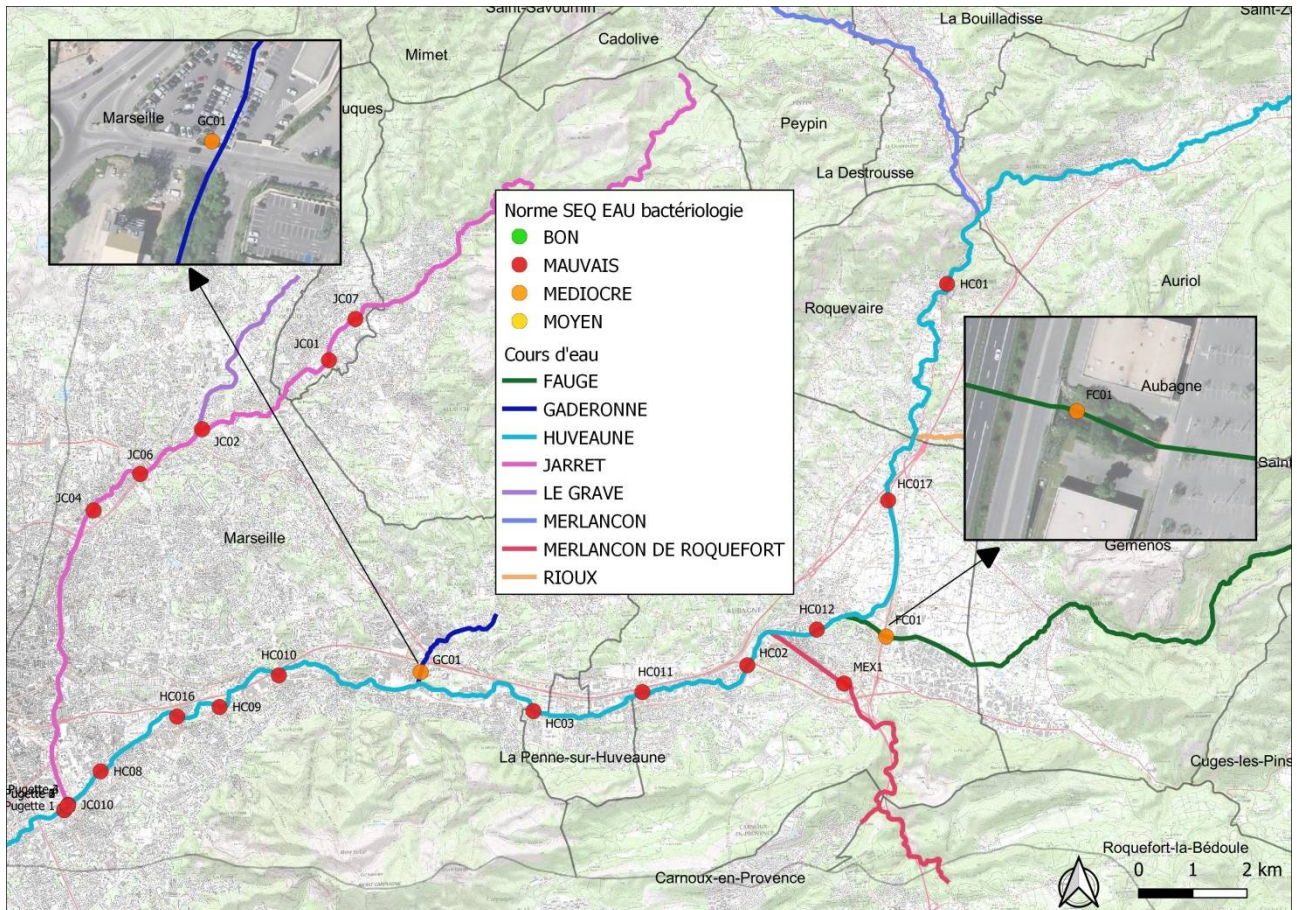 Saint-Savournin
La Bouilladisse
Saint-Z
Cadolive
Mimet
uques
Marseille
GC01
Peypin
La Destrousse
Norme SEQ EAU bactériologie
BON
MAUVAIS
MEDIOCRE
MOYEN
Cours d'eau
FAUGE
GADERONNE
HUVEAUNE
JARRET
LE GRAVE
MERLANCON
MERLANCON DE ROQUEFORT
RIOUX
Auriol
HC01
Roquevaire
JC07
JC01
Aubagne
FC01
JC02
JC06
Saint
JC04
HC017
Marseille
Gémenos
AUBAGNE
HC012
FC01
HC010
GC01
HC02
MEX1
HC011
HC016
HC09
HC03
La Penne-sur-Huveaune
Cuges-les-Pins
HC08
Pugette 1
JC010
Roquefort-la-Bédoule
Carnoux-en-Provence
0 1 2 km